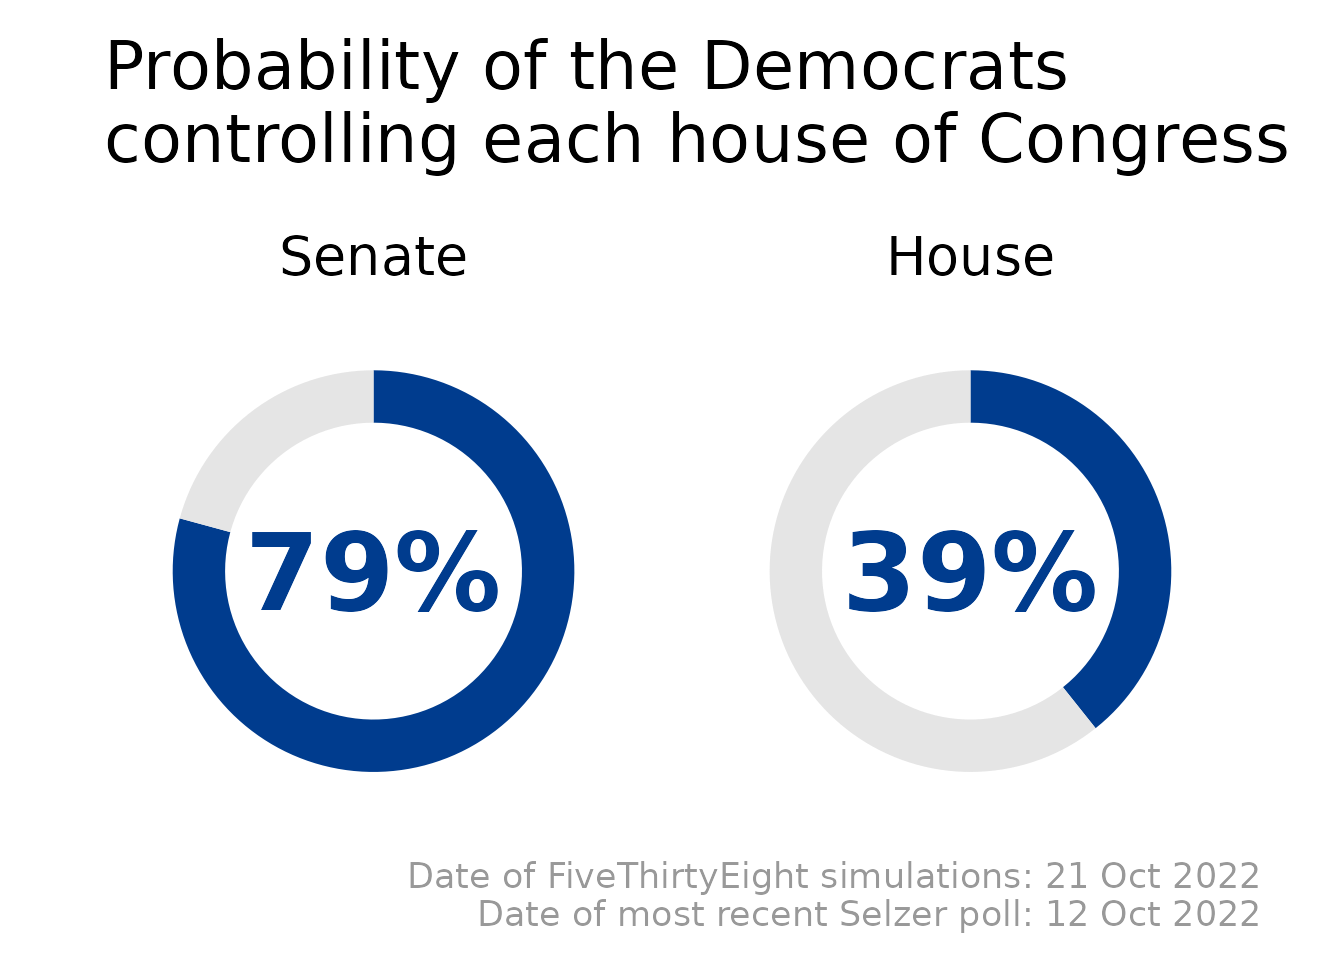 Probability of the Democrats
controlling each house of Congress
Senate
House
79%
39%
Date of FiveThirtyEight simulations: 21 Oct 2022
Date of most recent Selzer poll: 12 Oct 2022